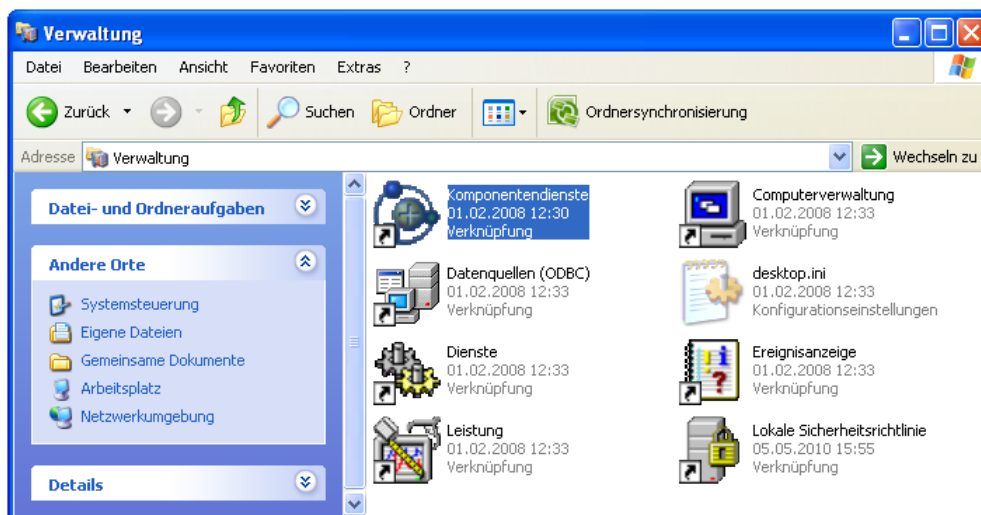 Verwaltung
Datei Bearbeiten Ansicht Favoriten Extras ?
Zurück Suchen Ordner Ordnersynchronisierung
Adresse Verwaltung Wechseln zu
Datei- und Ordneraufgaben
Andere Orte
Systemsteuerung
Eigene Dateien
Gemeinsame Dokumente
Arbeitsplatz
Netzwerkumgebung
Details
Komponentendienste
01.02.2008 12:30
Verknüpfung
Computerverwaltung
01.02.2008 12:33
Verknüpfung
Datenquellen (ODBC)
01.02.2008 12:33
Verknüpfung
desktop.ini
01.02.2008 12:33
Konfigurationseinstellungen
Dienste
01.02.2008 12:33
Verknüpfung
Ereignisanzeige
01.02.2008 12:33
Verknüpfung
Leistung
01.02.2008 12:33
Verknüpfung
Lokale Sicherheitsrichtlinie
05.05.2010 15:55
Verknüpfung